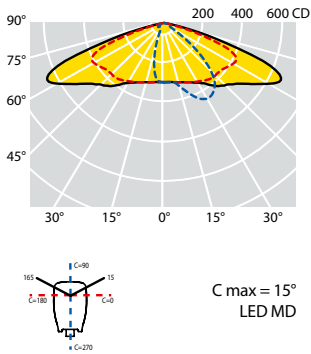 90° 200 400 600 CD
75°
60°
45°
30° 15° 0° 15° 30°
C=90
165 15
C=180 C=0
C=270
C max = 15°
LED MD